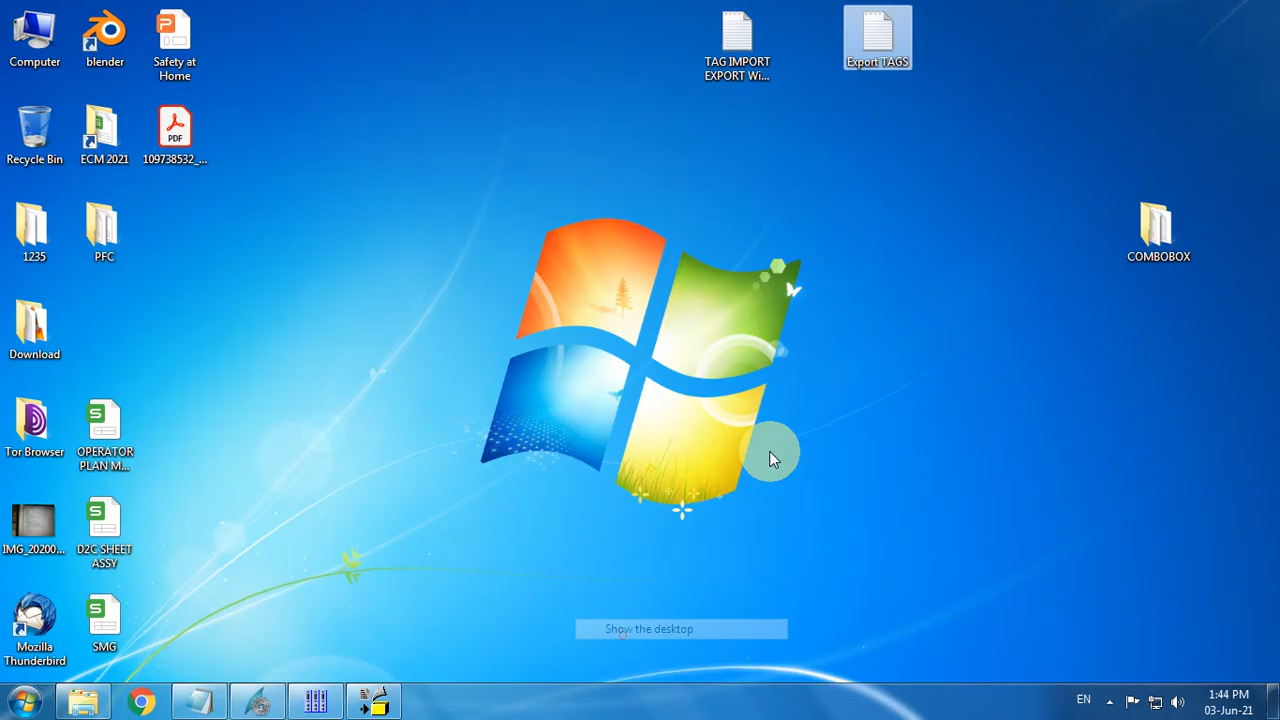 Computer
blender
Safety at
Home
TAG IMPORT
EXPORT Wi...
Export TAGS
Recycle Bin
ECM 2021
PDF
109738532_...
1235
PFC
COMBOBOX
Download
Tor Browser
OPERATOR
PLAN M...
IMG_20200...
D2C SHEET
ASSY
Mozilla
Thunderbird
SMG
Show the desktop
EN
1:44 PM
03-Jun-21